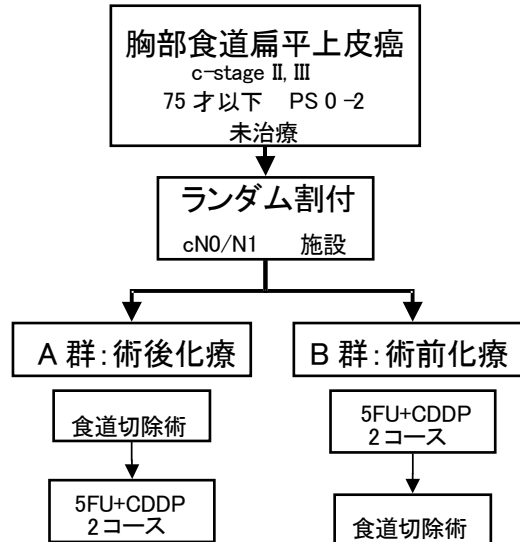 胸部食道扁平上皮癌
c-stage II, III
75 才以下 PS 0 -2
未治療
ランダム割付
cN0/N1 施設
A 群:術後化療
B 群:術前化療
食道切除術
5FU+CDDP
2コース
5FU+CDDP
2コース
食道切除術